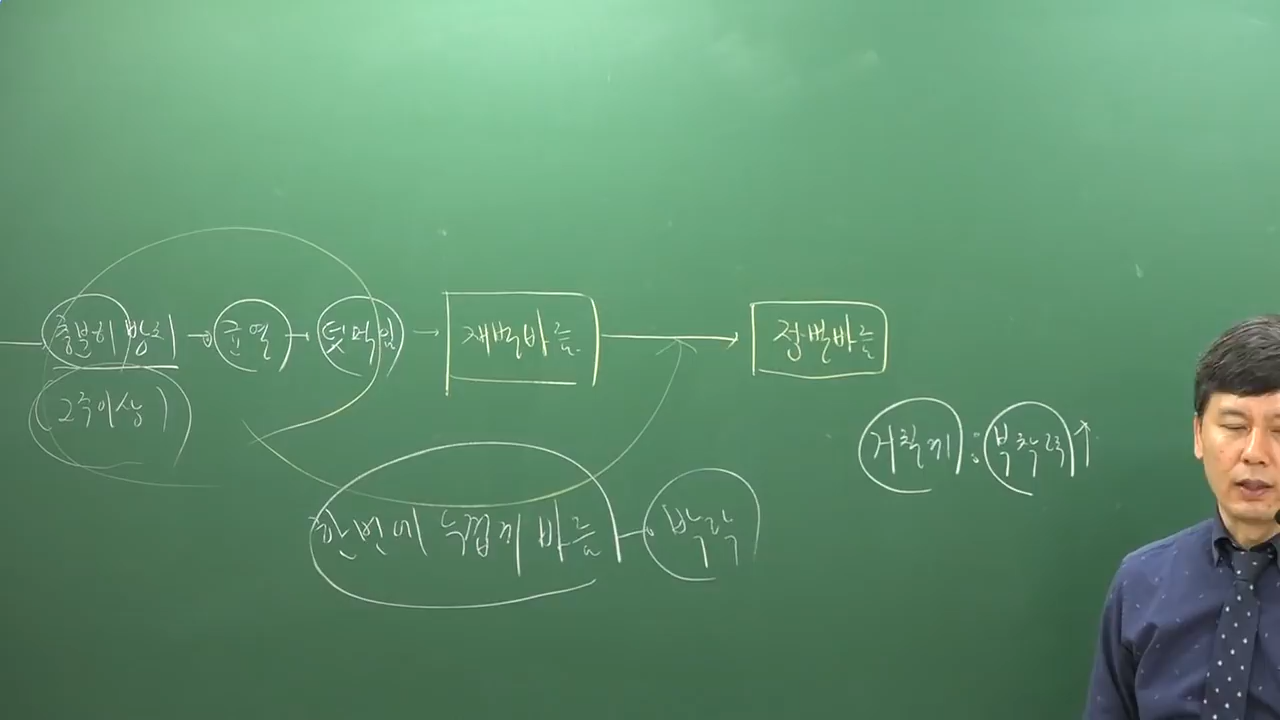 충분히 방치 → 균열 → 덧먹임 → 재벌바름 → 정벌바름
(2주이상)
거칠게 : 부착력↑
한번에 두껍게 바름 → 박락